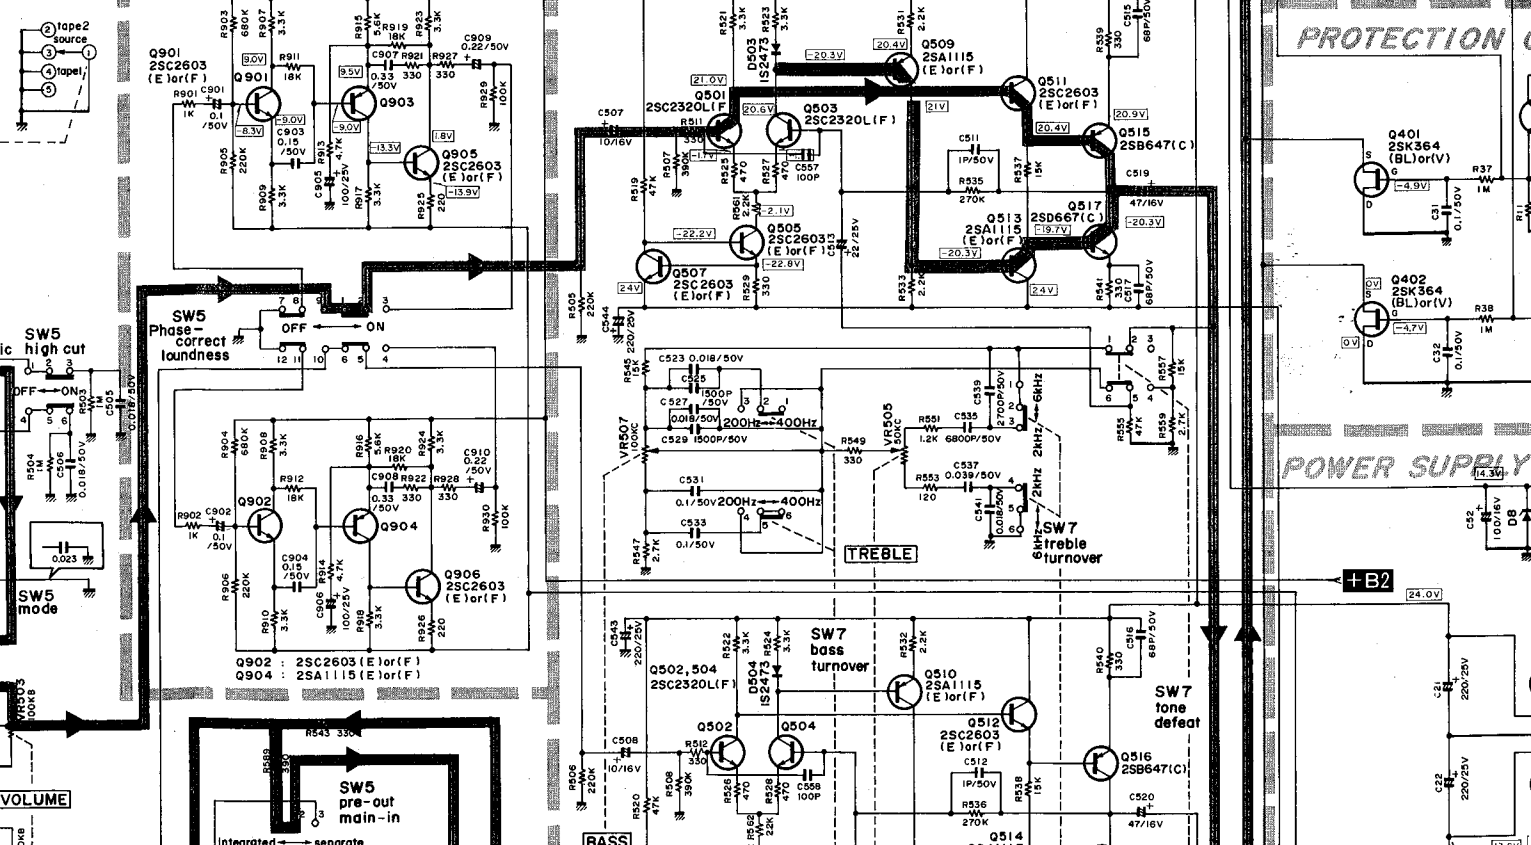 tape2
source
tape1
Q901
2SC2603
(E)or(F)
R901
1K
C901
0.1
/50V
R903
680K
R907
3.3K
9.0V
R911
18K
Q901
-8.3V
-9.0V
C903
0.15
/50V
R905
220K
R909
3.3K
R915
5.6K
R919
18K
R923
3.3K
C907
0.33
/50V
R921
330
R927
330
C909
0.22/50V
9.5V
Q903
-9.0V
R913
4.7K
-13.3V
1.8V
Q905
2SC2603
(E)or(F)
-13.9V
C905
100/25V
R917
3.3K
R925
220
R929
100K
SW5
Phase-
correct
loudness
OFF ON
7 8 9 1 2 3
12 11 10 6 5 4
SW5
high cut
OFF ON
R503
1M
C505
0.018/50V
R504
1M
C506
0.018/50V
0.023
SW5
mode
R902
1K
C902
0.1
/50V
R904
680K
R908
3.3K
R912
18K
Q902
C904
0.15
/50V
R906
220K
R910
3.3K
R916
5.6K
R920
18K
R924
3.3K
C908
0.33
/50V
R922
330
R928
330
C910
0.22
/50V
Q904
R914
4.7K
Q906
2SC2603
(E)or(F)
C906
100/25V
R918
3.3K
R926
220
R930
100K
Q902 : 2SC2603(E)or(F)
Q904 : 2SA1115(E)or(F)
VR503
100KB
VOLUME
R543 330
R589
390
SW5
pre-out
main-in
Integrated separate
C507
10/16V
R505
220K
R507
390K
R511
330
R519
47K
R521
3.3K
R523
3.3K
D503
1S2473
21.0V
Q501
2SC2320L(F
20.6V
Q503
2SC2320L(F)
-1.7V
R525
470
R527
470
C557
100P
R561
2.2K
-2.1V
-22.2V
Q505
2SC2603
(E)or(F)
-22.8V
Q507
2SC2603
(E)or(F)
24V
R529
330
C544
220/25V
C513
22/25V
-20.3V
20.4V
Q509
2SA1115
(E)or(F)
R531
2.2K
21V
R533
2.2K
C511
1P/50V
R535
270K
Q511
2SC2603
(E)or(F)
20.4V
R537
15K
Q513
2SA1115
(E)or(F)
-19.7V
-20.3V
24V
R539
330
C515
68P/50V
20.9V
Q515
2SB647(C)
C519
47/16V
Q517
2SD667(C)
-20.3V
R541
330
C517
68P/50V
R545
15K
C523 0.018/50V
C525
1500P
/50V
C527
0.018/50V
C529 1500P/50V
200Hz 400Hz
VR507
100KC
C531
0.1/50V
200Hz 400Hz
C533
0.1/50V
R547
2.7K
R549
330
VR505
50KC
R551
1.2K
C535
6800P/50V
R553
120
C537
0.039/50V
C539
2700P/50V
C541
0.018/50V
2kHz 6kHz
6kHz 2kHz
TREBLE
SW7
treble
turnover
R555
47K
R557
15K
R559
2.7K
+B2
24.0V
C543
220/25V
R522
3.3K
R524
3.3K
D504
1S2473
Q502,504
2SC2320L(F)
SW7
bass
turnover
R532
2.2K
Q510
2SA1115
(E)or(F)
Q512
2SC2603
(E)or(F)
R540
330
C516
68P/50V
SW7
tone
defeat
C508
10/16V
R512
330
R506
220K
R508
390K
R520
47K
Q502
Q504
R526
470
R528
470
C558
100P
R562
22K
BASS
C512
1P/50V
R536
270K
R538
15K
Q514
Q516
2SB647(C)
C520
47/16V
PROTECTION
Q401
2SK364
(BL)or(V)
S
G
D
-4.9V
R37
1M
C31
0.1/50V
R11
Q402
2SK364
(BL)or(V)
0V
S
G
D
0V
-4.7V
R38
1M
C32
0.1/50V
POWER SUPPLY
14.3V
C52
100/16V
D8
C21
220/25V
C22
220/25V